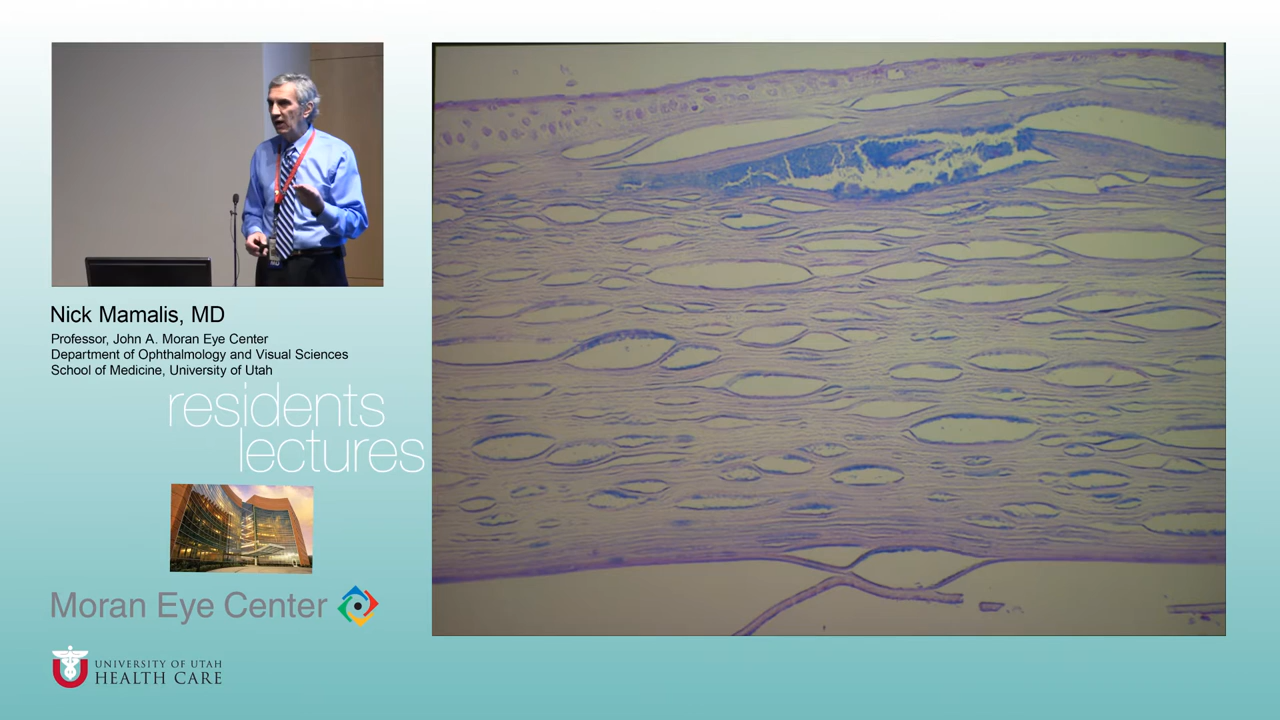 Nick Mamalis, MD
Professor, John A. Moran Eye Center
Department of Ophthalmology and Visual Sciences
School of Medicine, University of Utah
residents
lectures
Moran Eye Center
UNIVERSITY OF UTAH
HEALTH CARE